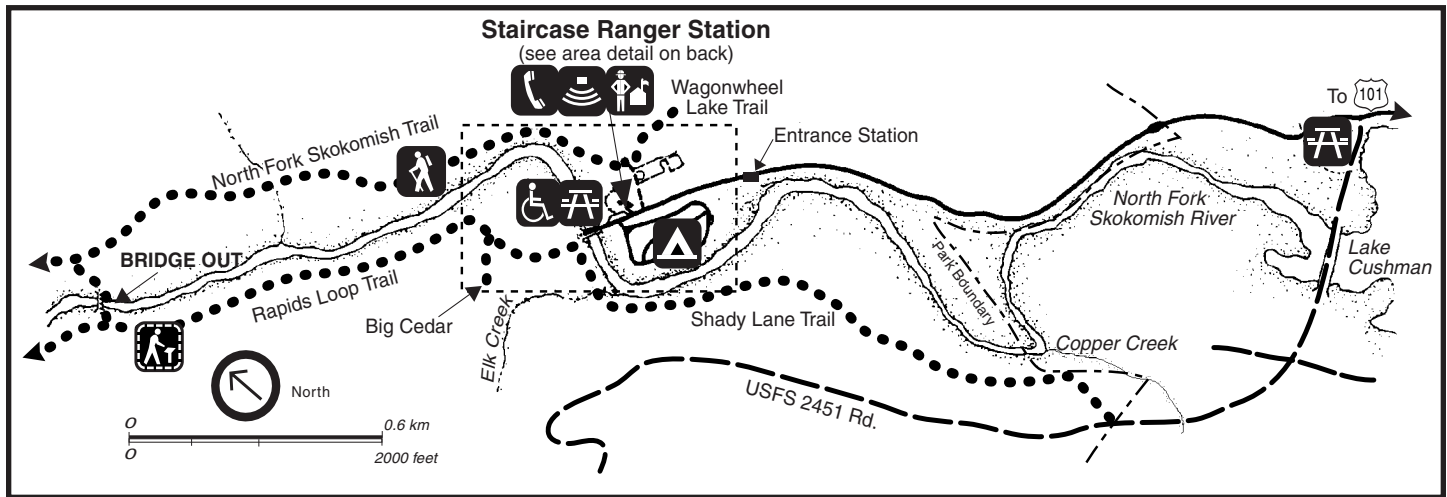 Staircase Ranger Station
(see area detail on back)
Wagonwheel
Lake Trail
To 101
Entrance Station
North Fork Skokomish Trail
North Fork
Skokomish River
BRIDGE OUT
Lake
Cushman
Park Boundary
Rapids Loop Trail
Big Cedar
Elk Creek
Shady Lane Trail
Copper Creek
USFS 2451 Rd.
North
0 0.6 km
0 2000 feet